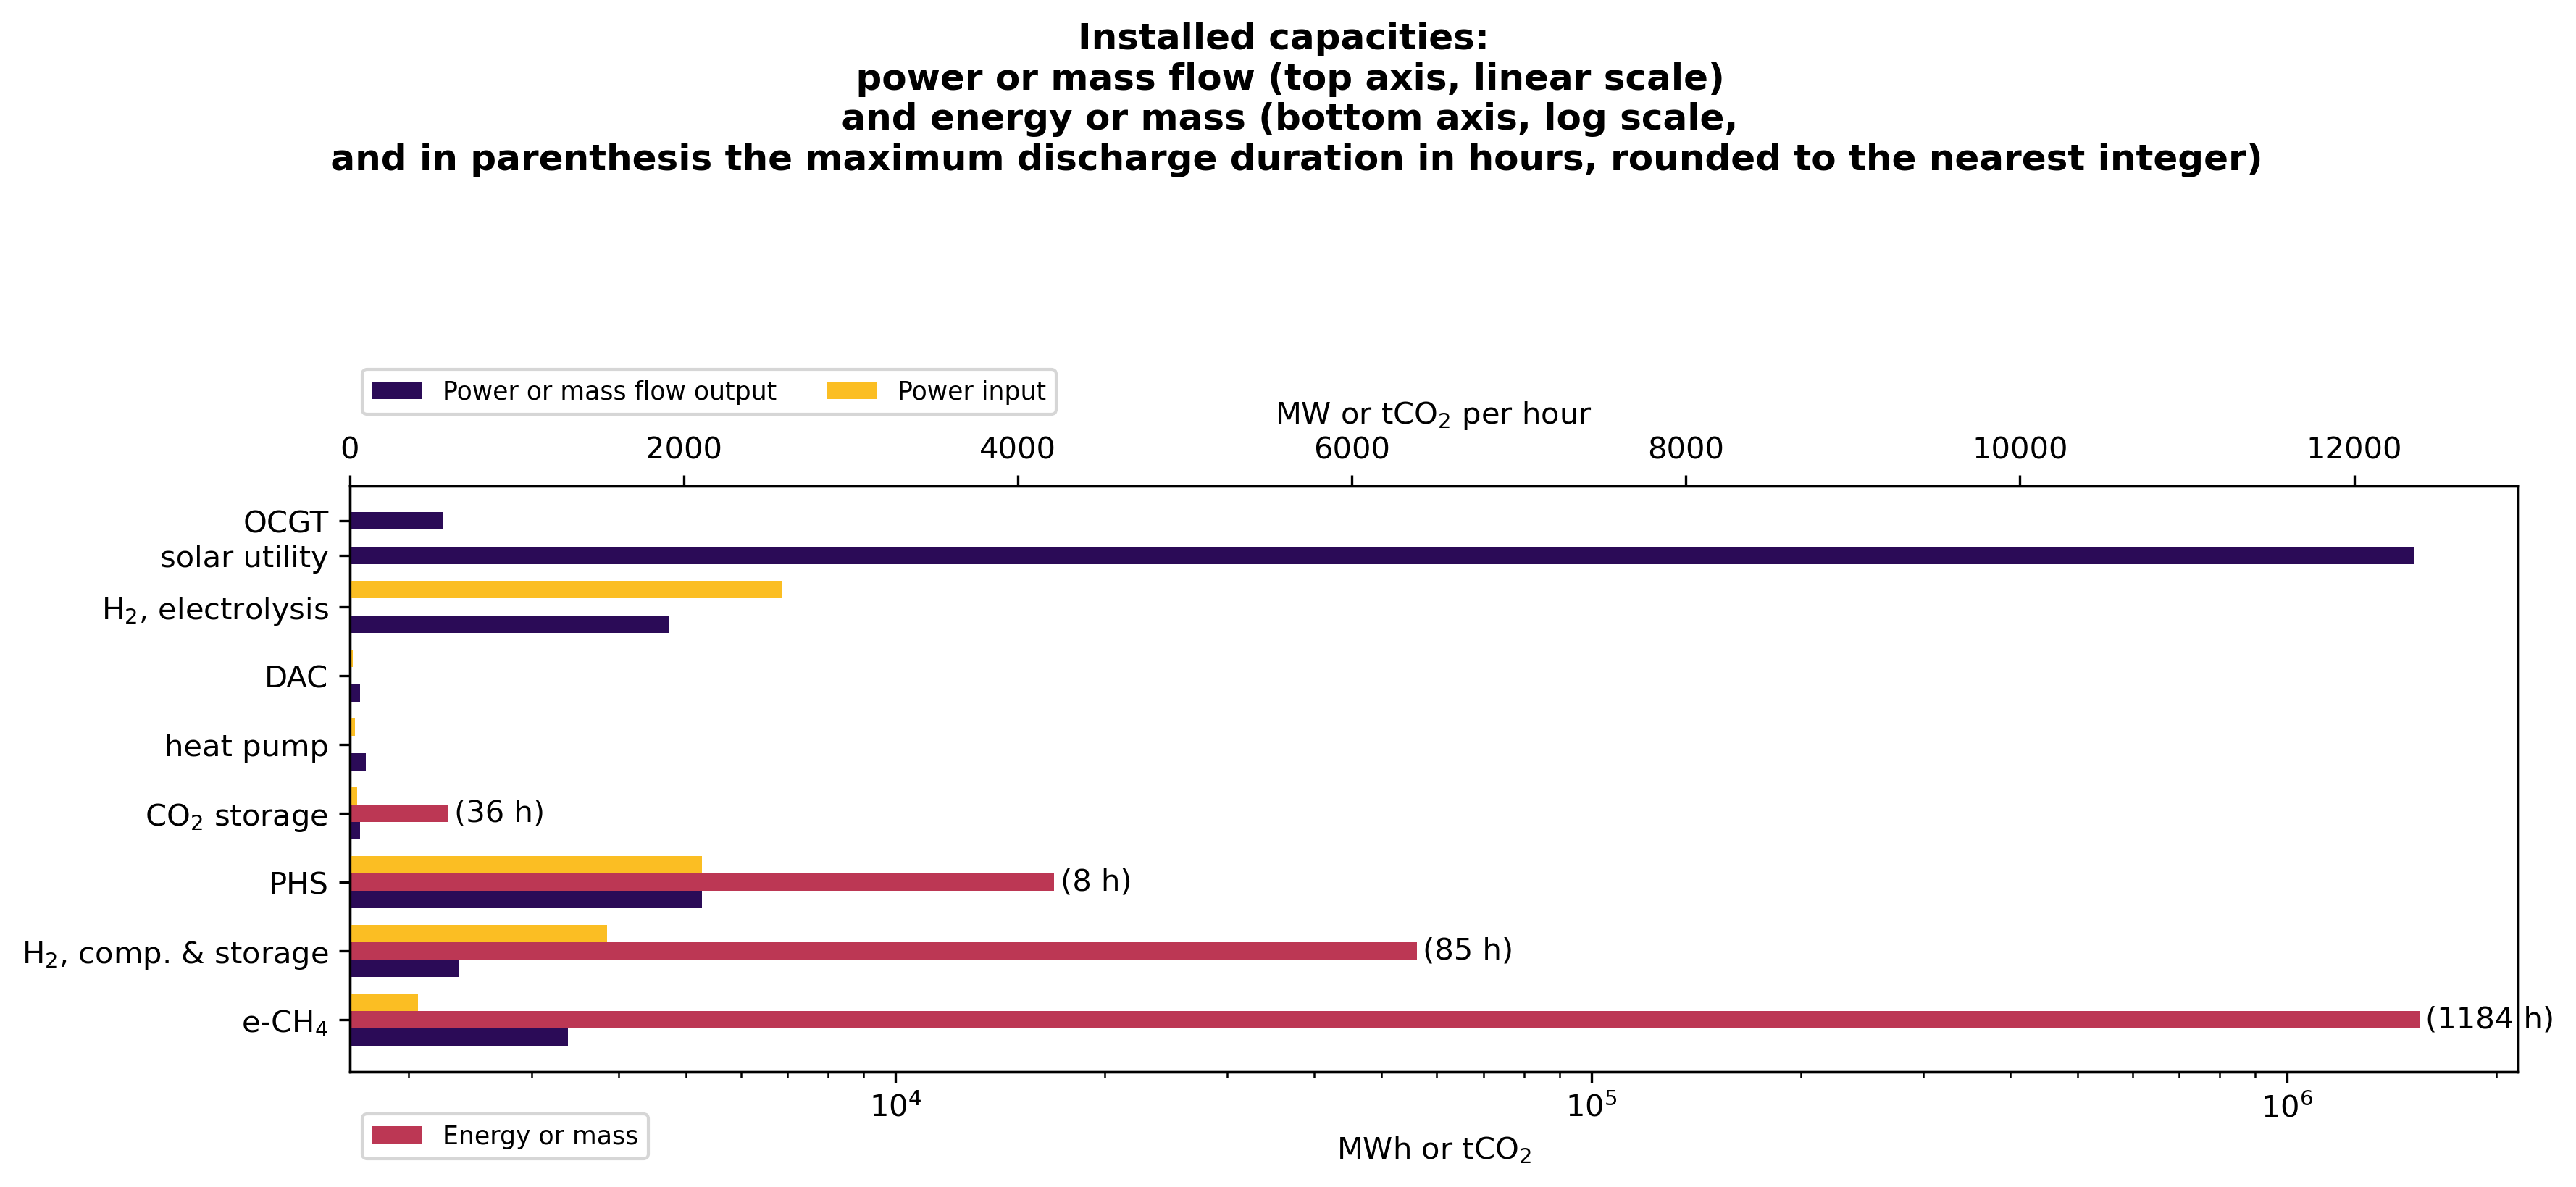 Installed capacities:
power or mass flow (top axis, linear scale)
and energy or mass (bottom axis, log scale,
and in parenthesis the maximum discharge duration in hours, rounded to the nearest integer)
Power or mass flow output Power input
MW or tCO₂ per hour
0 2000 4000 6000 8000 10000 12000
OCGT
solar utility
H₂, electrolysis
DAC
heat pump
CO₂ storage (36 h)
PHS (8 h)
H₂, comp. & storage (85 h)
e-CH₄ (1184 h)
10⁴ 10⁵ 10⁶
Energy or mass
MWh or tCO₂